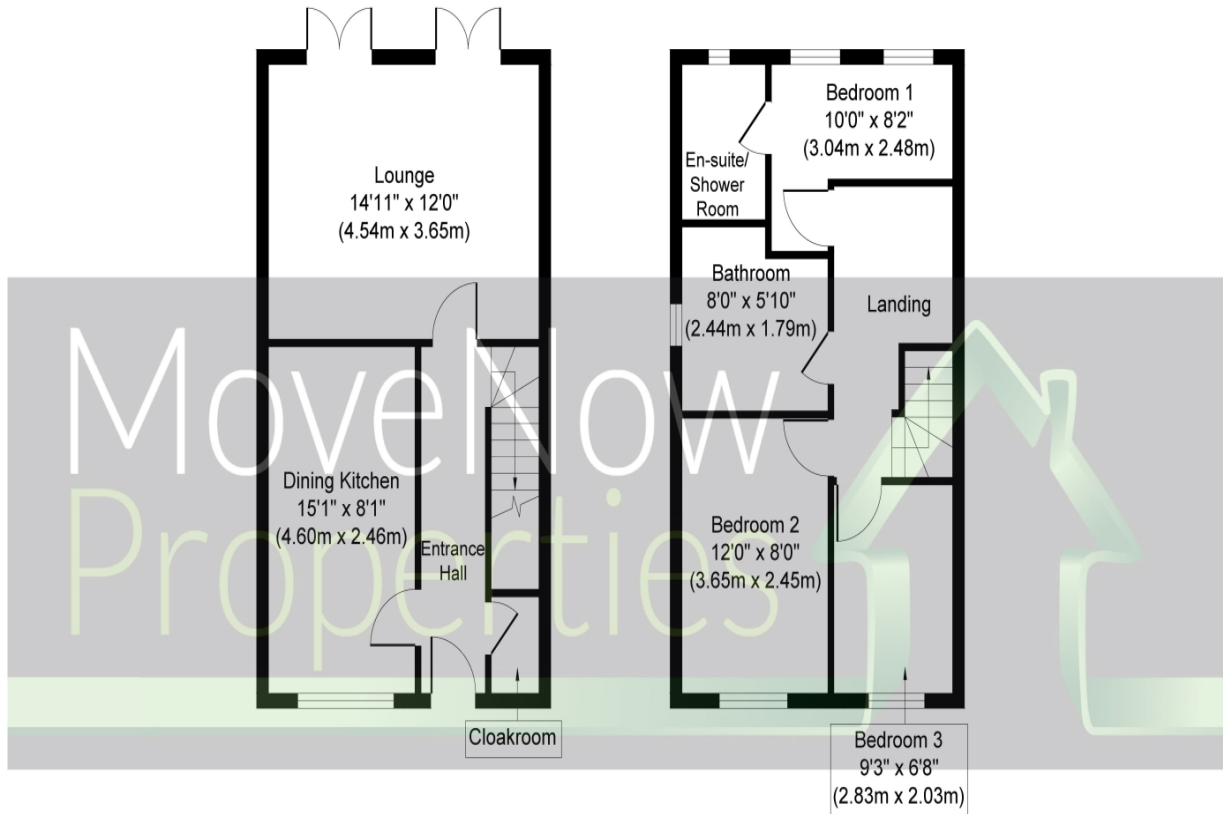 Lounge
14'11" x 12'0"
(4.54m x 3.65m)
Dining Kitchen
15'1" x 8'1"
(4.60m x 2.46m)
Entrance
Hall
Cloakroom
Bedroom 1
10'0" x 8'2"
(3.04m x 2.48m)
En-suite/
Shower
Room
Bathroom
8'0" x 5'10"
(2.44m x 1.79m)
Landing
Bedroom 2
12'0" x 8'0"
(3.65m x 2.45m)
Bedroom 3
9'3" x 6'8"
(2.83m x 2.03m)
MoveNow
Properties